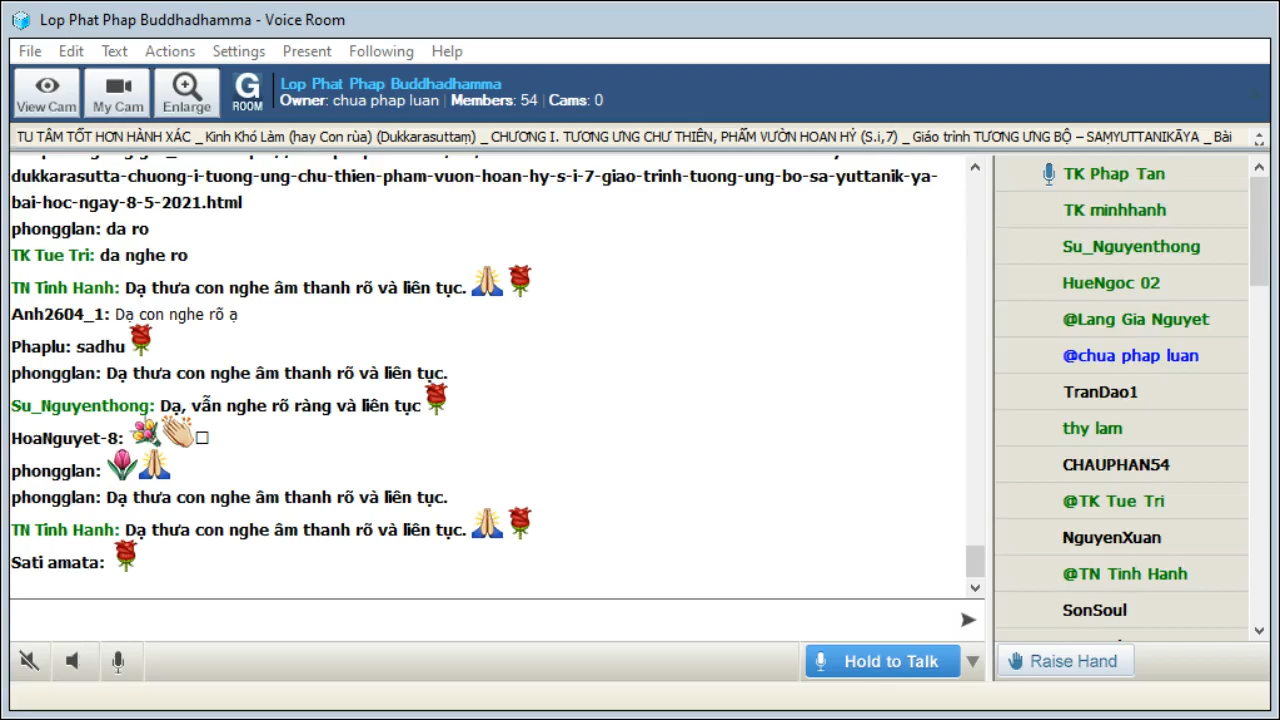 Lop Phat Phap Buddhadhamma - Voice Room
File Edit Text Actions Settings Present Following Help
View Cam My Cam Enlarge G ROOM
Lop Phat Phap Buddhadhamma
Owner: chua phap luan | Members: 54 | Cams: 0
TU TÂM TỐT HƠN HÀNH XÁC _ Kinh Khó Làm (hay Con rùa) (Dukkarasuttaṃ) _ CHƯƠNG I. TƯƠNG ƯNG CHƯ THIÊN, PHẨM VƯỜN HOAN HỶ (S.i,7) _ Giáo trình TƯƠNG ƯNG BỘ – SAṂYUTTANIKĀYA _ Bài
dukkarasutta-chuong-i-tuong-ung-chu-thien-pham-vuon-hoan-hy-s-i-7-giao-trinh-tuong-ung-bo-sa-yuttanik-ya-
bai-hoc-ngay-8-5-2021.html
phongglan: da ro
TK Tue Tri: da nghe ro
TN Tinh Hanh: Dạ thưa con nghe âm thanh rõ và liên tục.
Anh2604_1: Dạ con nghe rõ ạ
Phaplu: sadhu
phongglan: Dạ thưa con nghe âm thanh rõ và liên tục.
Su_Nguyenthong: Dạ, vẫn nghe rõ ràng và liên tục
HoaNguyet-8:
phongglan:
phongglan: Dạ thưa con nghe âm thanh rõ và liên tục.
TN Tinh Hanh: Dạ thưa con nghe âm thanh rõ và liên tục.
Sati amata:
TK Phap Tan
TK minhhanh
Su_Nguyenthong
HueNgoc 02
@Lang Gia Nguyet
@chua phap luan
TranDao1
thy lam
CHAUPHAN54
@TK Tue Tri
NguyenXuan
@TN Tinh Hanh
SonSoul
Hold to Talk
Raise Hand